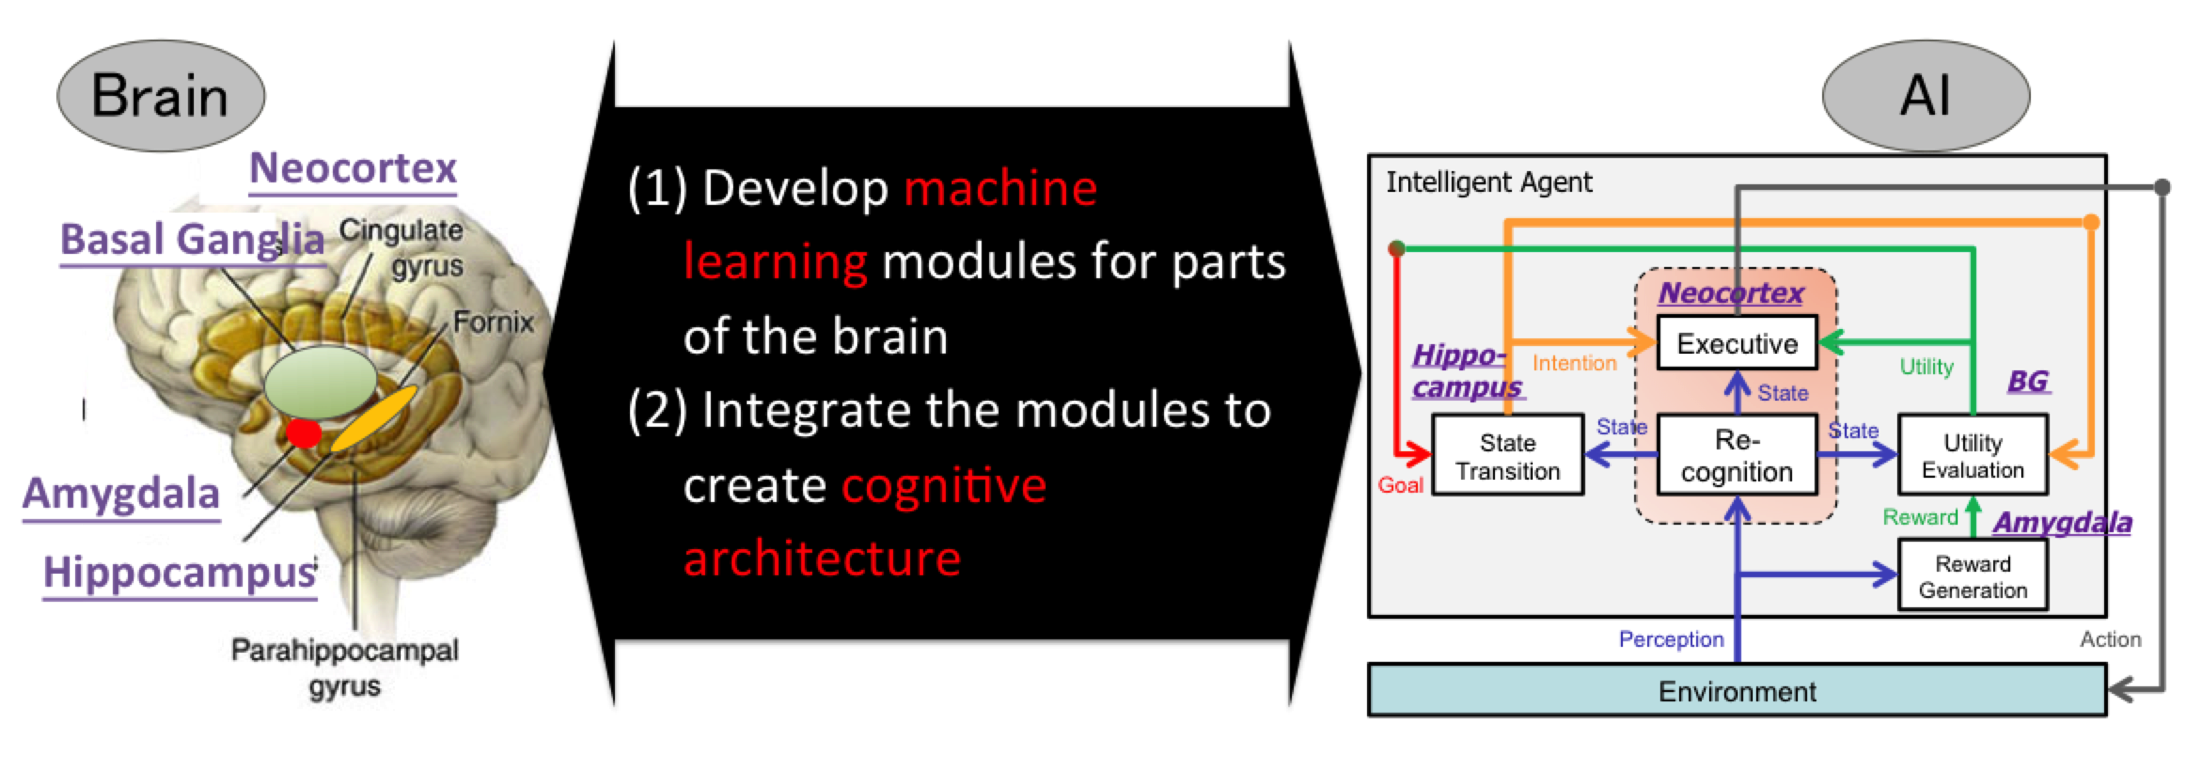 Brain
Neocortex
Basal Ganglia
Cingulate
gyrus
Fornix
Amygdala
Hippocampus
Parahippocampal
gyrus
(1) Develop machine
learning modules for parts
of the brain
(2) Integrate the modules to
create cognitive
architecture
AI
Intelligent Agent
Neocortex
Executive
Hippo-
campus
Intention
Utility
BG
State
State
State
State
Transition
Re-
cognition
Utility
Evaluation
Goal
Reward
Amygdala
Reward
Generation
Perception
Action
Environment